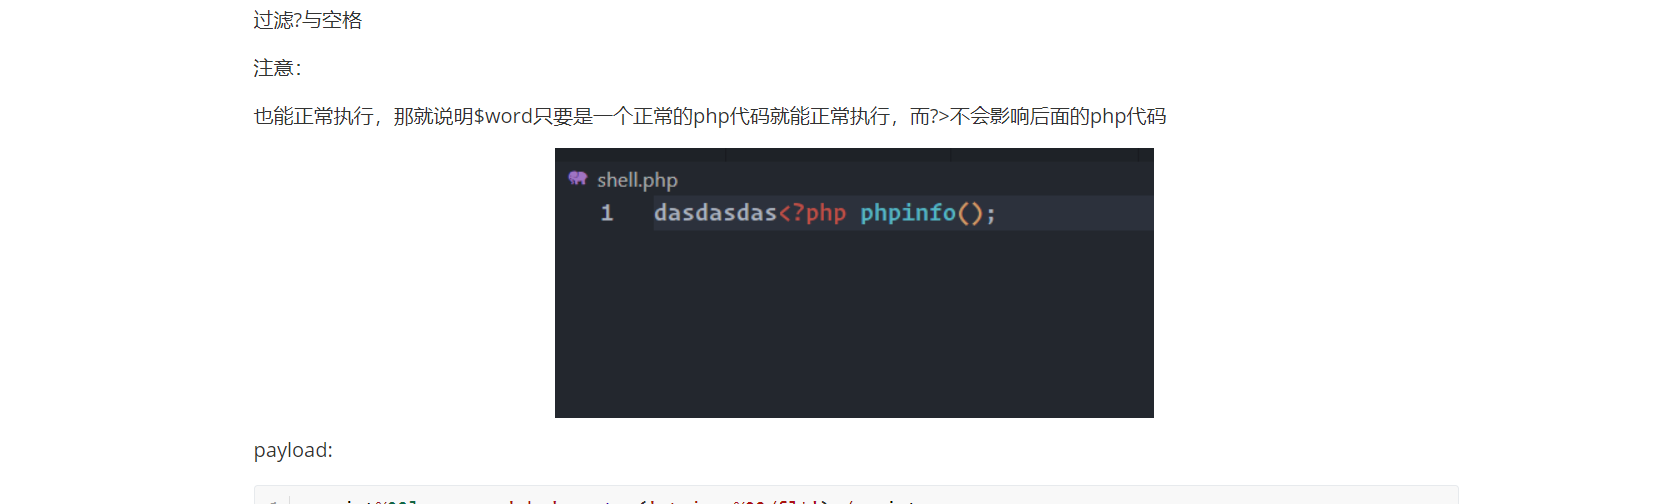 过滤?与空格
注意：
也能正常执行，那就说明$word只要是一个正常的php代码就能正常执行，而?>不会影响后面的php代码
shell.php
1 dasdasdas<?php phpinfo();
payload: